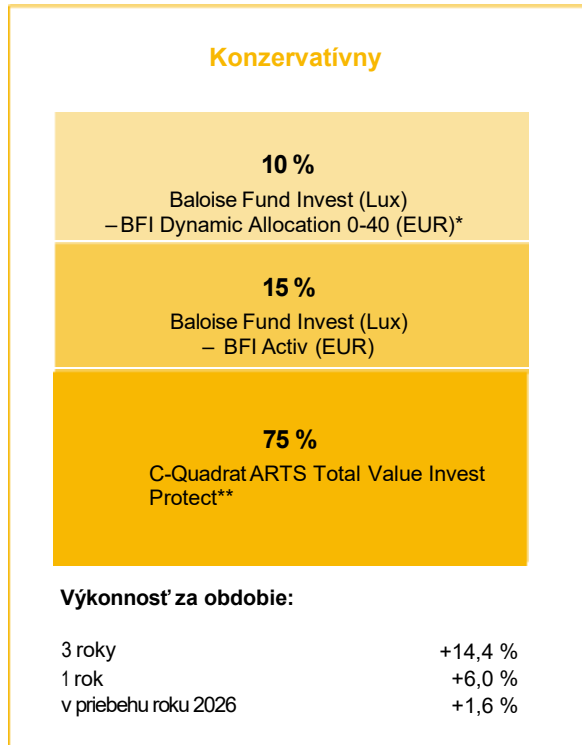 Konzervatívny
10 %
Baloise Fund Invest (Lux)
– BFI Dynamic Allocation 0-40 (EUR)*
15 %
Baloise Fund Invest (Lux)
– BFI Activ (EUR)
75 %
C-Quadrat ARTS Total Value Invest
Protect**
Výkonnosť za obdobie:
3 roky +14,4 %
1 rok +6,0 %
v priebehu roku 2026 +1,6 %